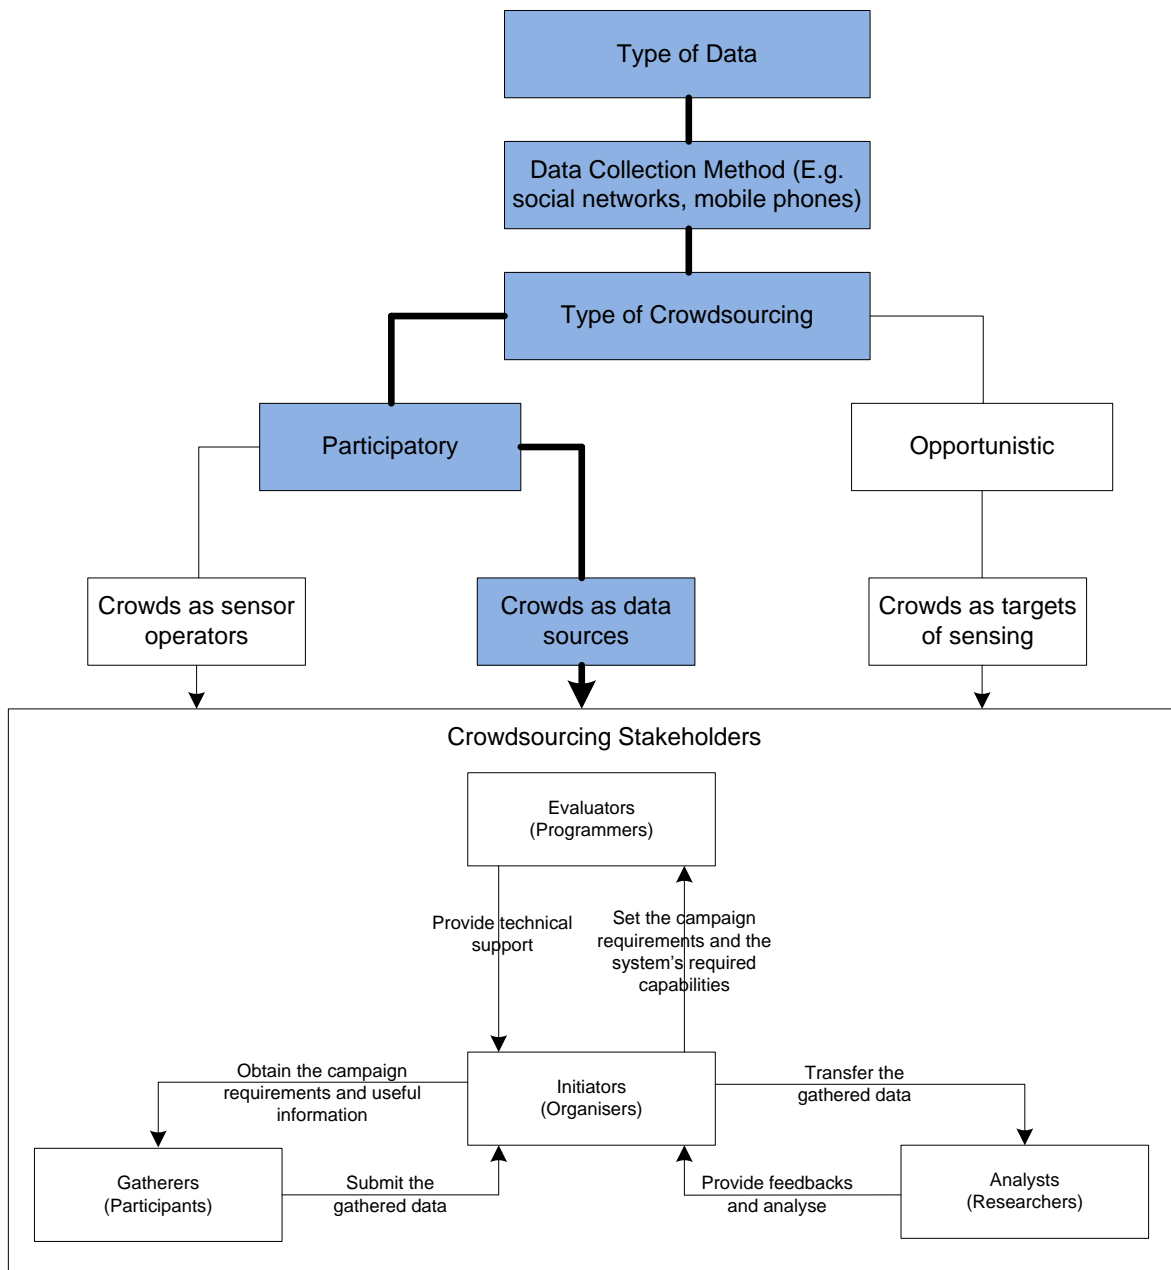 Type of Data
Data Collection Method (E.g.
social networks, mobile phones)
Type of Crowdsourcing
Participatory
Opportunistic
Crowds as sensor
operators
Crowds as data
sources
Crowds as targets
of sensing
Crowdsourcing Stakeholders
Evaluators
(Programmers)
Provide technical
support
Set the campaign
requirements and the
system’s required
capabilities
Obtain the campaign
requirements and useful
information
Initiators
(Organisers)
Transfer the
gathered data
Gatherers
(Participants)
Submit the
gathered data
Provide feedbacks
and analyse
Analysts
(Researchers)